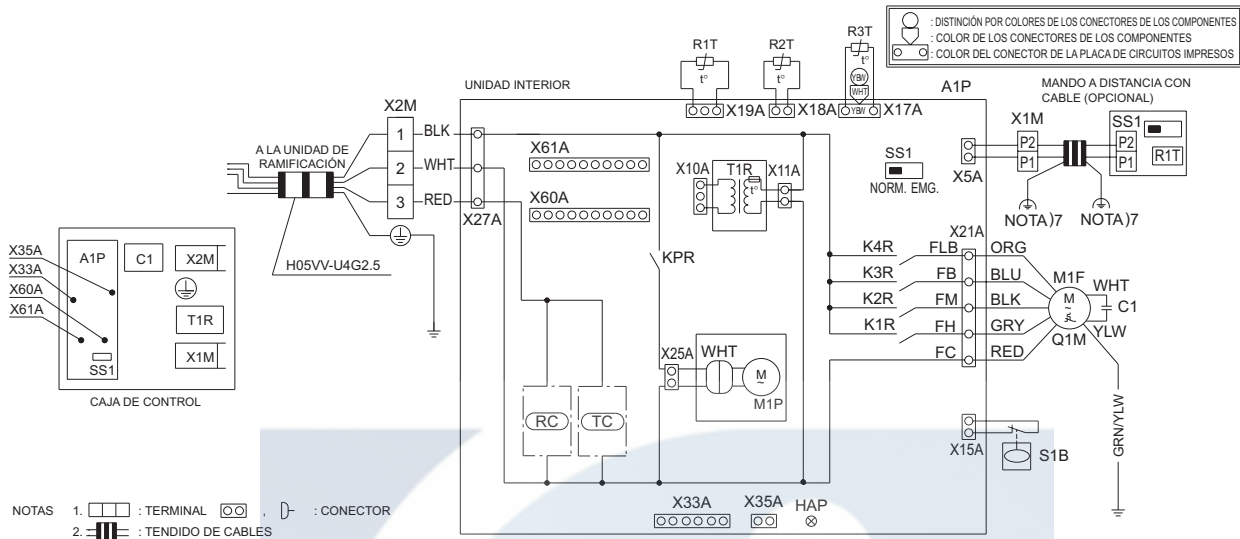 : DISTINCIÓN POR COLORES DE LOS CONECTORES DE LOS COMPONENTES
: COLOR DE LOS CONECTORES DE LOS COMPONENTES
: COLOR DEL CONECTOR DE LA PLACA DE CIRCUITOS IMPRESOS
R1T
t°
R2T
t°
R3T
t°
YBW
WHT
YBW
X19A
X18A
X17A
UNIDAD INTERIOR
A1P
MANDO A DISTANCIA CON
CABLE (OPCIONAL)
X2M
1
BLK
2
WHT
3
RED
X27A
A LA UNIDAD DE
RAMIFICACIÓN
H05VV-U4G2.5
X61A
X60A
X10A
T1R
t°
X11A
SS1
NORM. EMG.
X5A
X1M
P2
P1
SS1
P2
P1
R1T
NOTA)7
NOTA)7
KPR
X25A
WHT
M
~
M1P
RC
TC
X21A
K4R
FLB
ORG
K3R
FB
BLU
K2R
FM
BLK
K1R
FH
GRY
FC
RED
M1F
M
~
Q1M
WHT
C1
YLW
GRN/YLW
X15A
S1B
X33A
X35A
HAP
X35A
X33A
X60A
X61A
A1P
C1
X2M
T1R
X1M
SS1
CAJA DE CONTROL
NOTAS 1. : TERMINAL , : CONECTOR
2. : TENDIDO DE CABLES